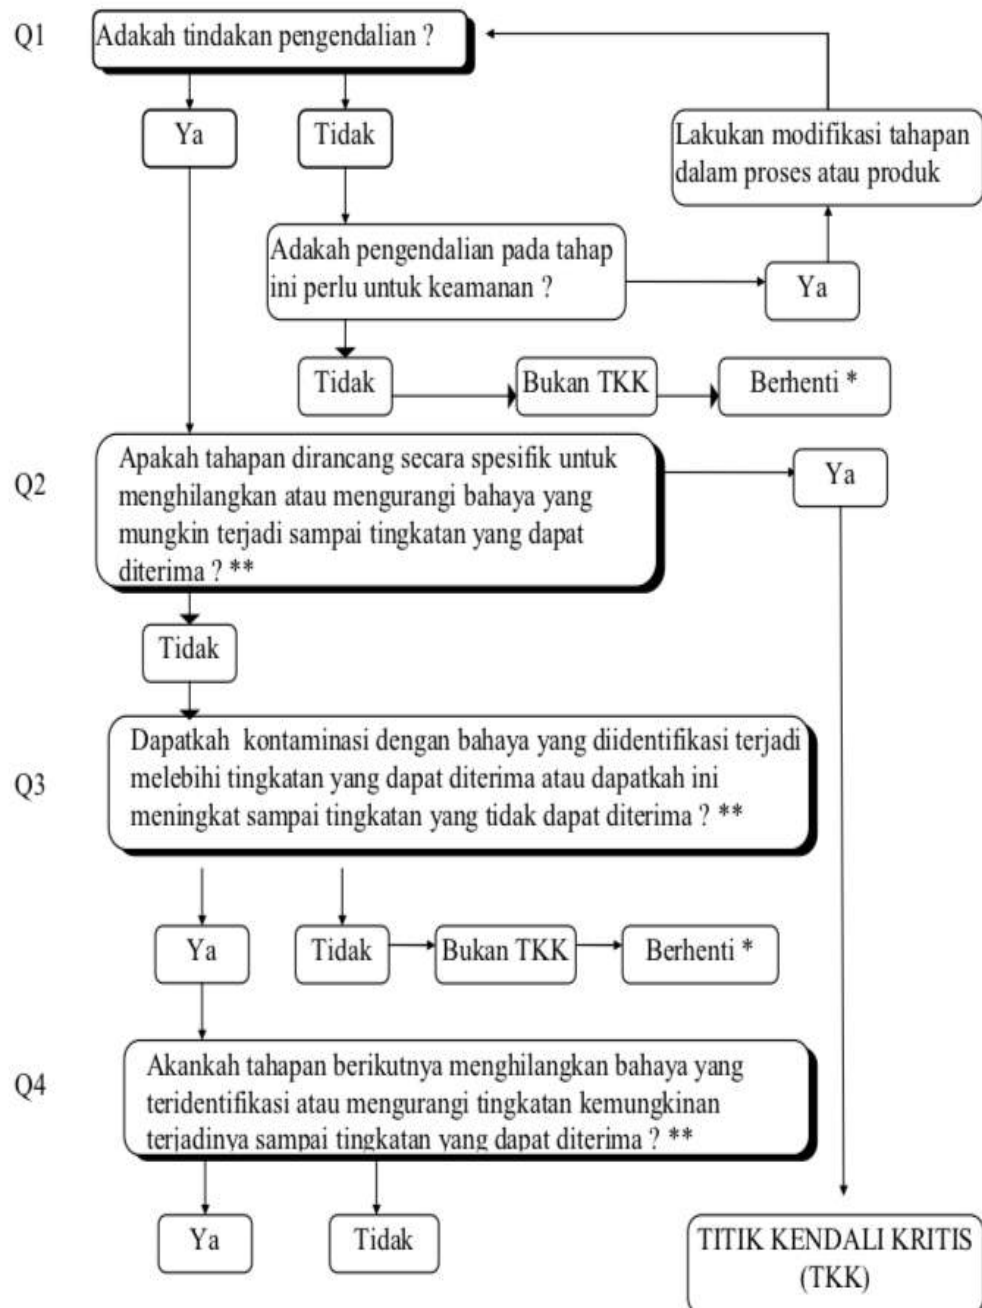 Q1
Adakah tindakan pengendalian ?
Ya
Tidak
Lakukan modifikasi tahapan
dalam proses atau produk
Adakah pengendalian pada tahap
ini perlu untuk keamanan ?
Ya
Tidak
Bukan TKK
Berhenti *
Q2
Apakah tahapan dirancang secara spesifik untuk
menghilangkan atau mengurangi bahaya yang
mungkin terjadi sampai tingkatan yang dapat
diterima ? **
Ya
Tidak
Q3
Dapatkah kontaminasi dengan bahaya yang diidentifikasi terjadi
melebihi tingkatan yang dapat diterima atau dapatkah ini
meningkat sampai tingkatan yang tidak dapat diterima ? **
Ya
Tidak
Bukan TKK
Berhenti *
Q4
Akankah tahapan berikutnya menghilangkan bahaya yang
teridentifikasi atau mengurangi tingkatan kemungkinan
terjadinya sampai tingkatan yang dapat diterima ? **
Ya
Tidak
TITIK KENDALI KRITIS
(TKK)